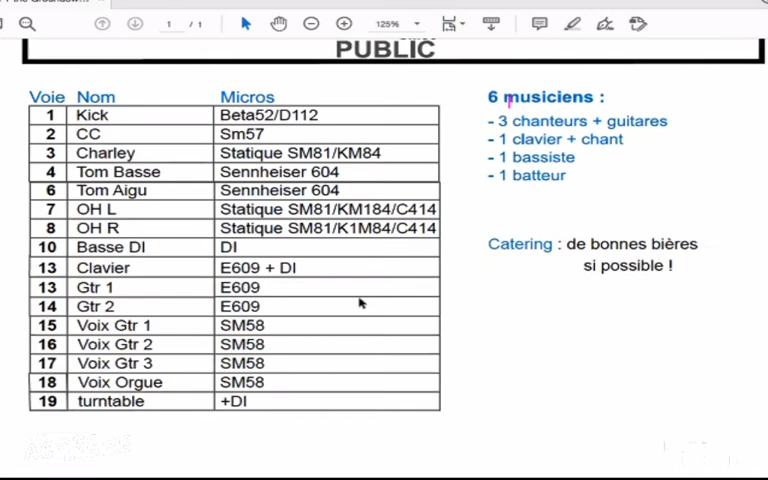 1 / 1
125%
PUBLIC
Voie Nom Micros
1 Kick Beta52/D112
2 CC Sm57
3 Charley Statique SM81/KM84
4 Tom Basse Sennheiser 604
6 Tom Aigu Sennheiser 604
7 OH L Statique SM81/KM184/C414
8 OH R Statique SM81/K1M84/C414
10 Basse DI DI
13 Clavier E609 + DI
13 Gtr 1 E609
14 Gtr 2 E609
15 Voix Gtr 1 SM58
16 Voix Gtr 2 SM58
17 Voix Gtr 3 SM58
18 Voix Orgue SM58
19 turntable +DI
6 musiciens :
- 3 chanteurs + guitares
- 1 clavier + chant
- 1 bassiste
- 1 batteur
Catering : de bonnes bières
si possible !